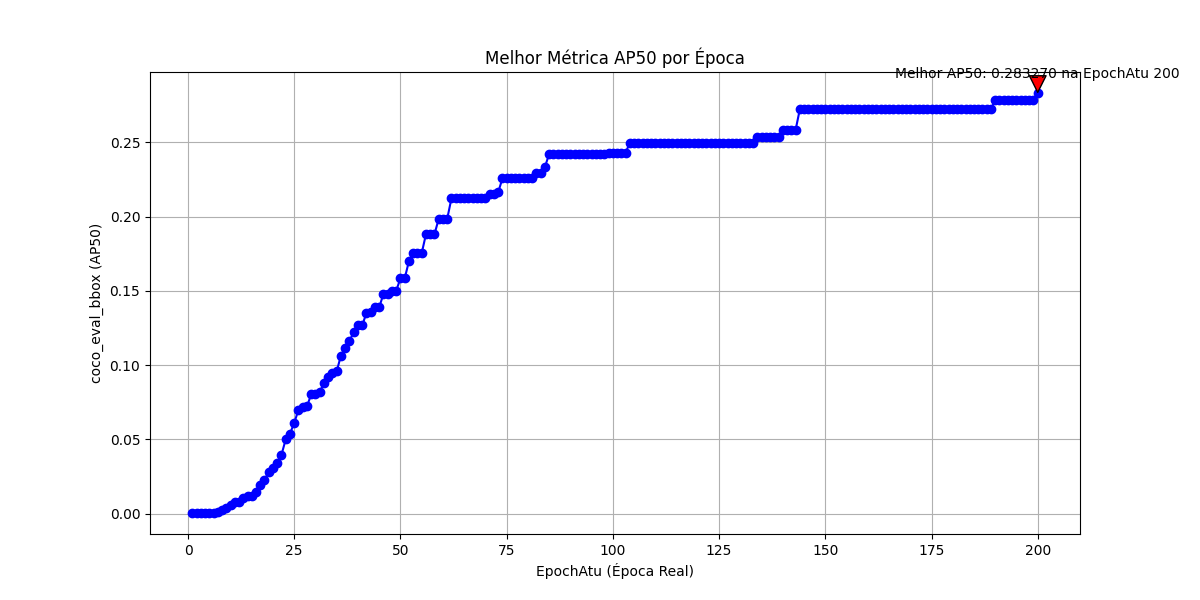 Melhor Métrica AP50 por Época
Melhor AP50: 0.283270 na EpochAtu 200
coco_eval_bbox (AP50)
0.25
0.20
0.15
0.10
0.05
0.00
0 25 50 75 100 125 150 175 200
EpochAtu (Época Real)